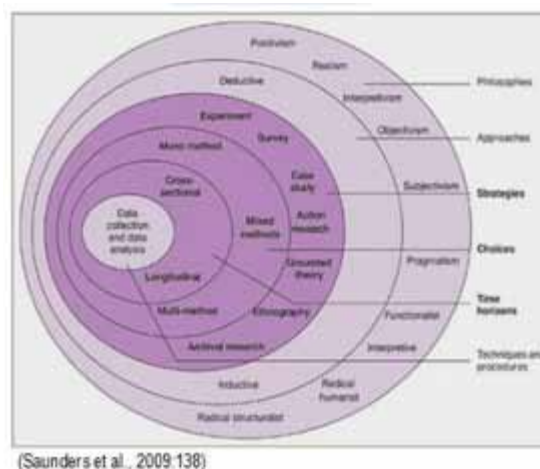 Positivism
Realism
Philosophies
Deductive
Interpretivism
Experiment
Objectivism
Approaches
Survey
Mono method
Case
study
Subjectivism
Strategies
Cross-
sectional
Data
collection
and data
analysis
Mixed
methods
Action
research
Choices
Grounded
theory
Pragmatism
Longitudinal
Time
horizons
Multi-method
Ethnography
Functionalist
Archival research
Interpretive
Techniques and
procedures
Inductive
Radical
humanist
Radical structuralist
(Saunders et al., 2009:138)